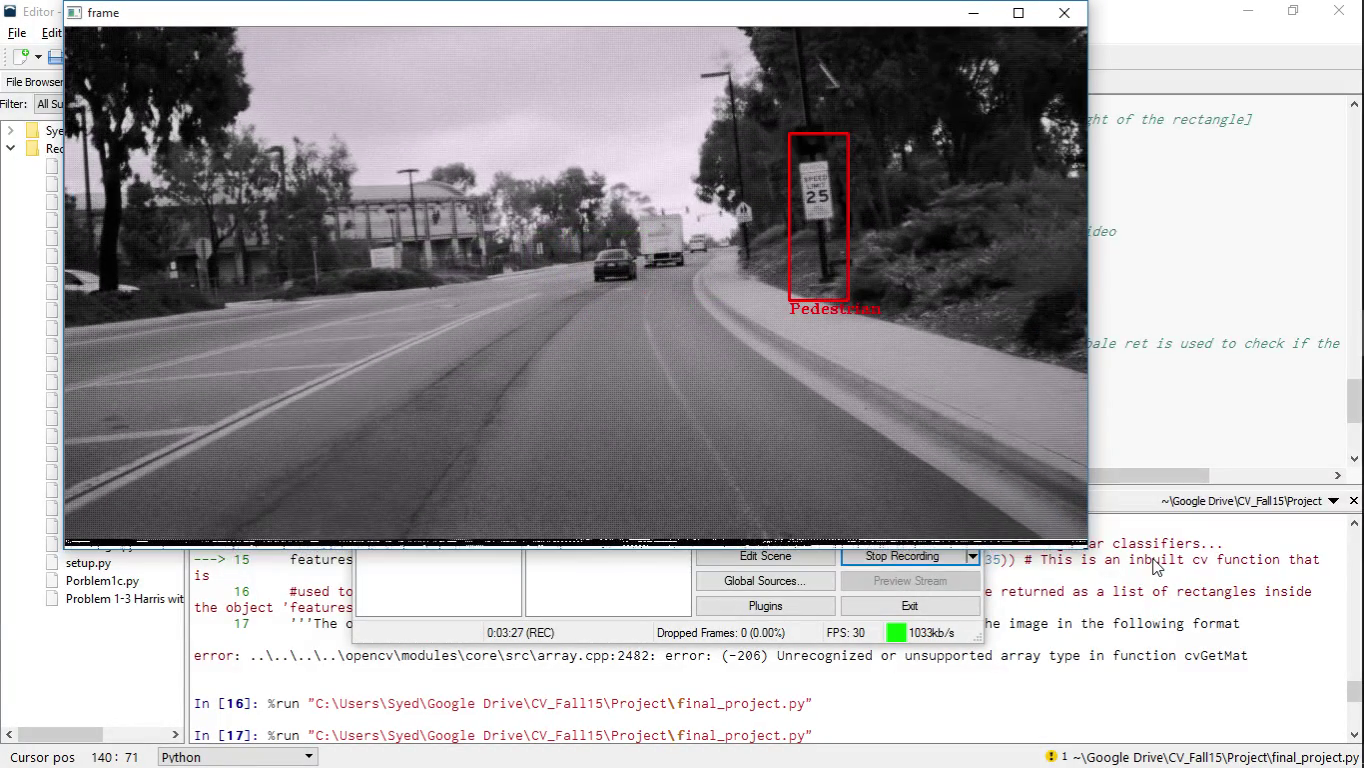 Editor -
frame
File
Edit
File Browser
Filter:
All Su
Sye
Rec
ght of the rectangle]
SPEED
LIMIT
25
ideo
Pedestrian
bale ret is used to check if the
~\Google Drive\CV_Fall15\Project
ar classifiers...
---> 15 features
Edit Scene
Stop Recording
35)) # This is an inbuilt cv function that
is
Global Sources...
Preview Stream
16 #used to
e returned as a list of rectangles inside
the object 'features
Plugins
Exit
17 '''The o
he image in the following format
0:03:27 (REC)
Dropped Frames: 0 (0.00%)
FPS: 30
1033kb/s
setup.py
Porblem1c.py
Problem 1-3 Harris wit
error: ..\..\..\..\opencv\modules\core\src\array.cpp:2482: error: (-206) Unrecognized or unsupported array type in function cvGetMat
In [16]: %run "C:\Users\Syed\Google Drive\CV_Fall15\Project\final_project.py"
In [17]: %run "C:\Users\Syed\Google Drive\CV_Fall15\Project\final_project.py"
Cursor pos
140: 71
Python
1 ~\Google Drive\CV_Fall15\Project\final_project.py